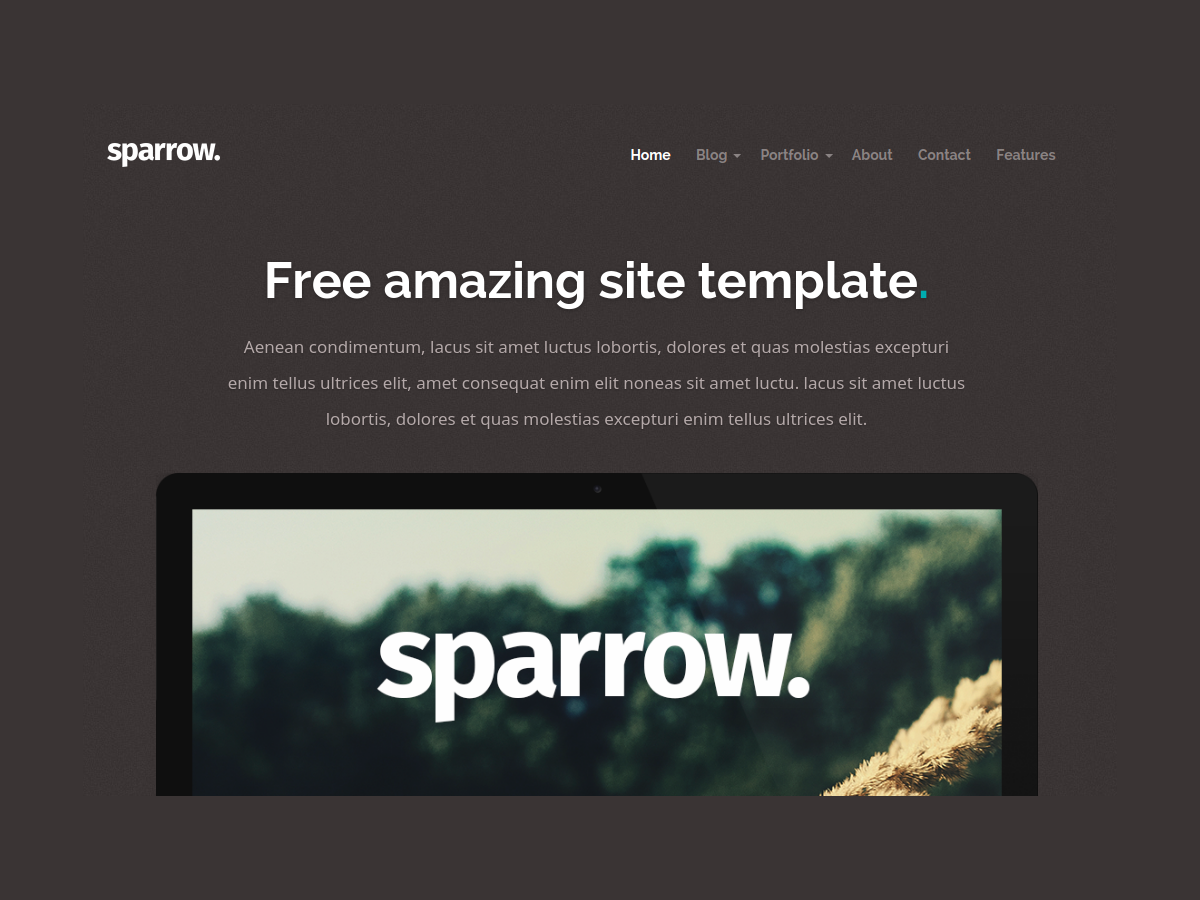 sparrow.
Home Blog Portfolio About Contact Features
Free amazing site template.
Aenean condimentum, lacus sit amet luctus lobortis, dolores et quas molestias excepturi
enim tellus ultrices elit, amet consequat enim elit noneas sit amet luctu. lacus sit amet luctus
lobortis, dolores et quas molestias excepturi enim tellus ultrices elit.
sparrow.